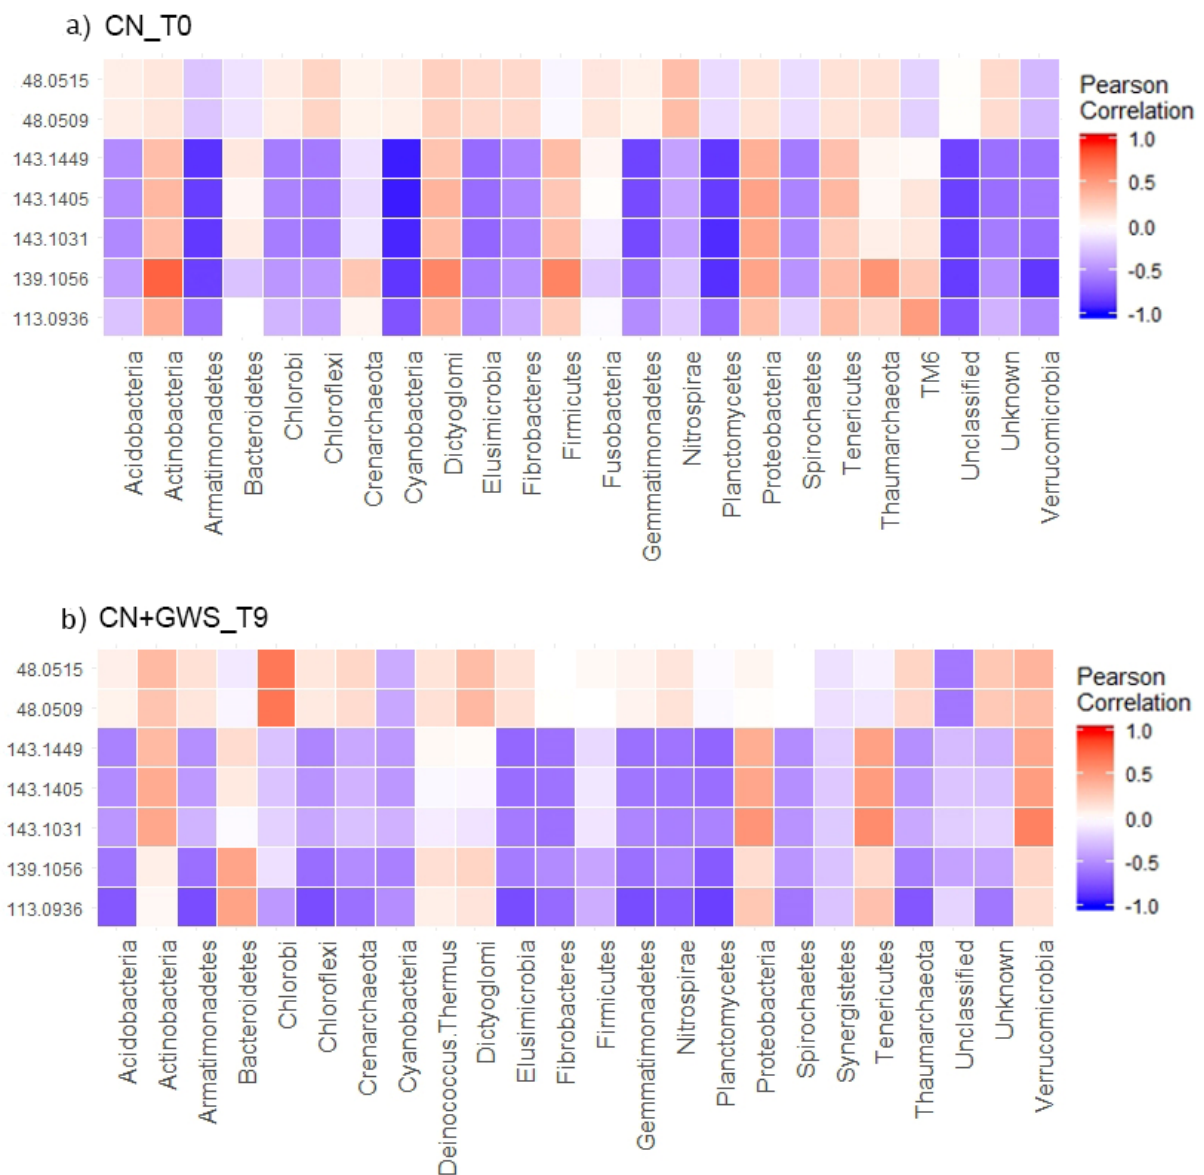 a) CN_T0
48.0515
48.0509
143.1449
143.1405
143.1031
139.1056
113.0936
Acidobacteria
Actinobacteria
Armatimonadetes
Bacteroidetes
Chlorobi
Chloroflexi
Crenarchaeota
Cyanobacteria
Dictyoglomi
Elusimicrobia
Fibrobacteres
Firmicutes
Fusobacteria
Gemmatimonadetes
Nitrospirae
Planctomycetes
Proteobacteria
Spirochaetes
Tenericutes
Thaumarchaeota
TM6
Unclassified
Unknown
Verrucomicrobia
Pearson
Correlation
1.0
0.5
0.0
-0.5
-1.0
b) CN+GWS_T9
48.0515
48.0509
143.1449
143.1405
143.1031
139.1056
113.0936
Acidobacteria
Actinobacteria
Armatimonadetes
Bacteroidetes
Chlorobi
Chloroflexi
Crenarchaeota
Cyanobacteria
Deinococcus.Thermus
Dictyoglomi
Elusimicrobia
Fibrobacteres
Firmicutes
Gemmatimonadetes
Nitrospirae
Planctomycetes
Proteobacteria
Spirochaetes
Synergistetes
Tenericutes
Thaumarchaeota
Unclassified
Unknown
Verrucomicrobia
Pearson
Correlation
1.0
0.5
0.0
-0.5
-1.0